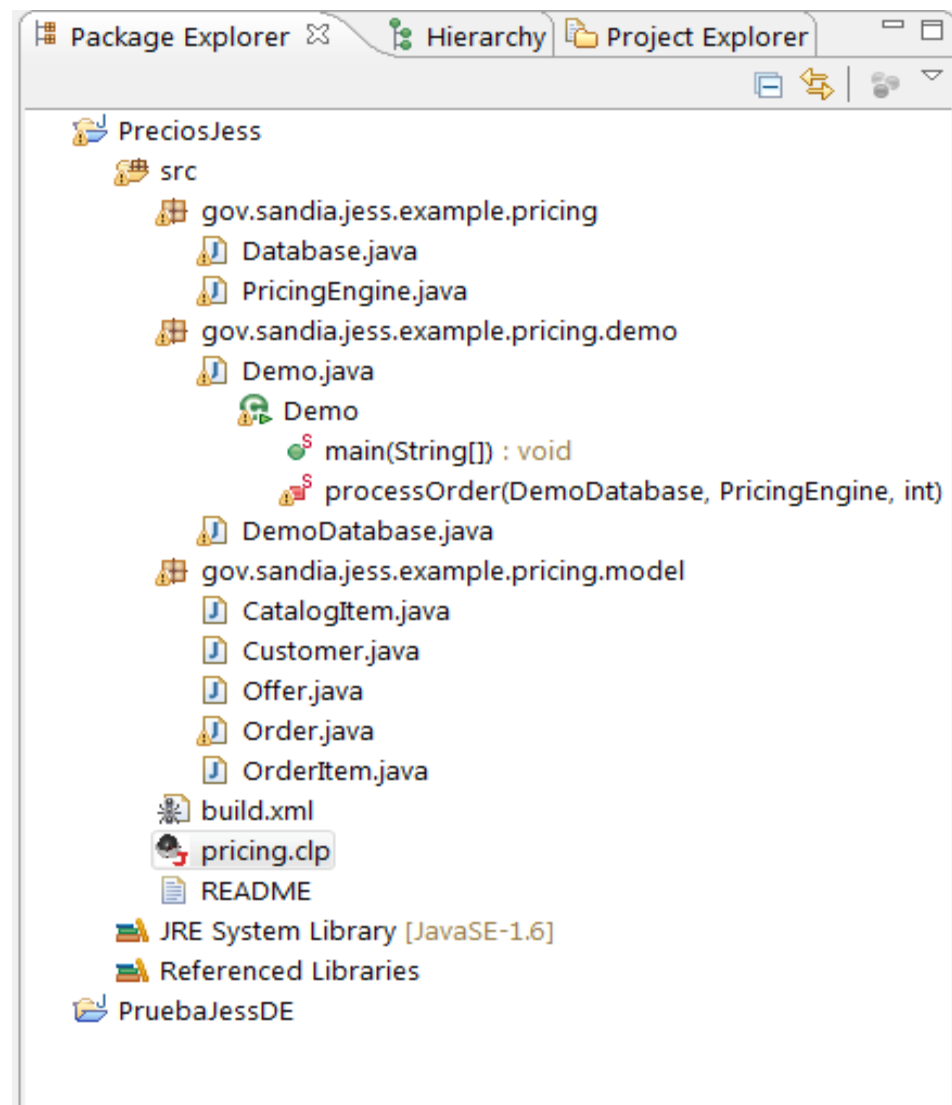 Package Explorer Hierarchy Project Explorer
PreciosJess
src
gov.sandia.jess.example.pricing
Database.java
PricingEngine.java
gov.sandia.jess.example.pricing.demo
Demo.java
Demo
main(String[]) : void
processOrder(DemoDatabase, PricingEngine, int)
DemoDatabase.java
gov.sandia.jess.example.pricing.model
CatalogItem.java
Customer.java
Offer.java
Order.java
OrderItem.java
build.xml
pricing.clp
README
JRE System Library [JavaSE-1.6]
Referenced Libraries
PruebaJessDE